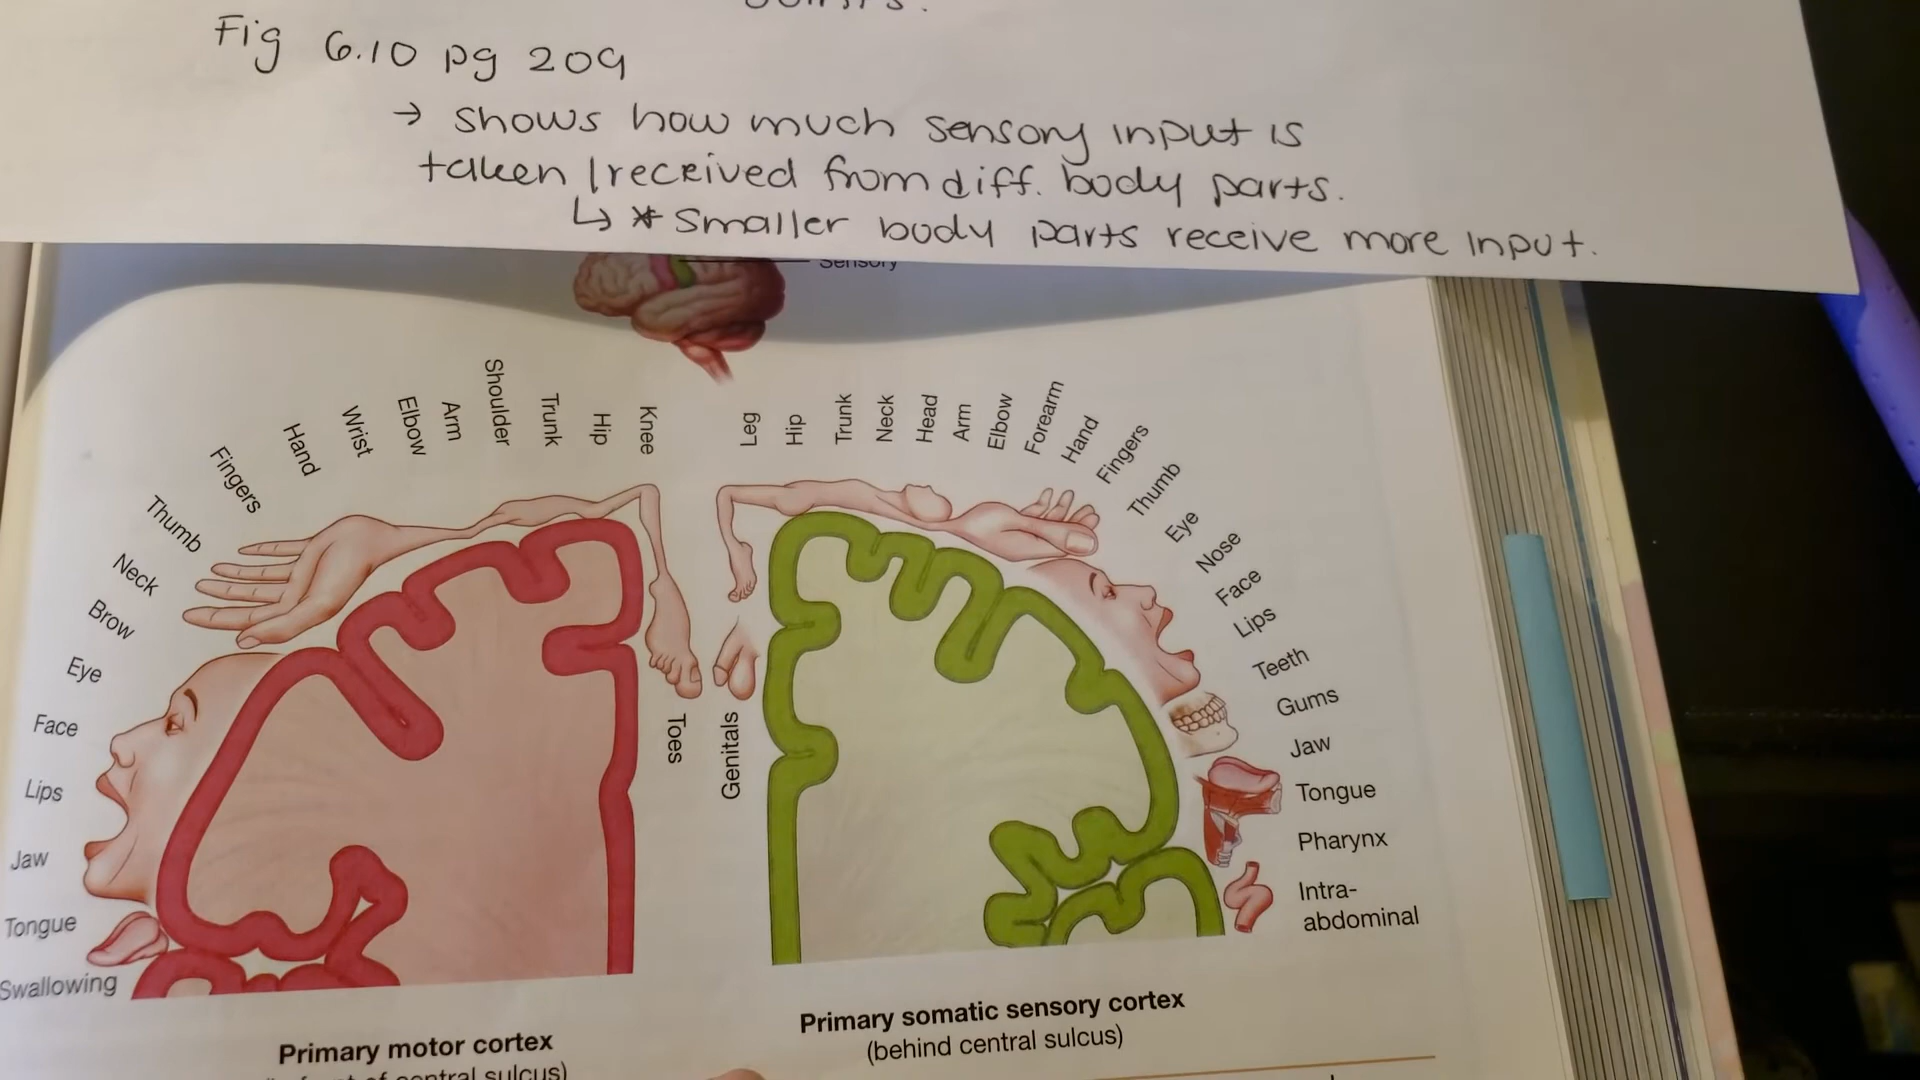 Fig 6.10 pg 209
→ shows how much sensory input is
taken / received from diff. body parts.
↳ * Smaller body parts receive more input.
Sensory
Swallowing
Tongue
Jaw
Lips
Face
Eye
Brow
Neck
Thumb
Fingers
Hand
Wrist
Elbow
Arm
Shoulder
Trunk
Hip
Knee
Toes
Genitals
Leg
Hip
Trunk
Neck
Head
Arm
Elbow
Forearm
Hand
Fingers
Thumb
Eye
Nose
Face
Lips
Teeth
Gums
Jaw
Tongue
Pharynx
Intra-
abdominal
Primary motor cortex
central sulcus)
Primary somatic sensory cortex
(behind central sulcus)